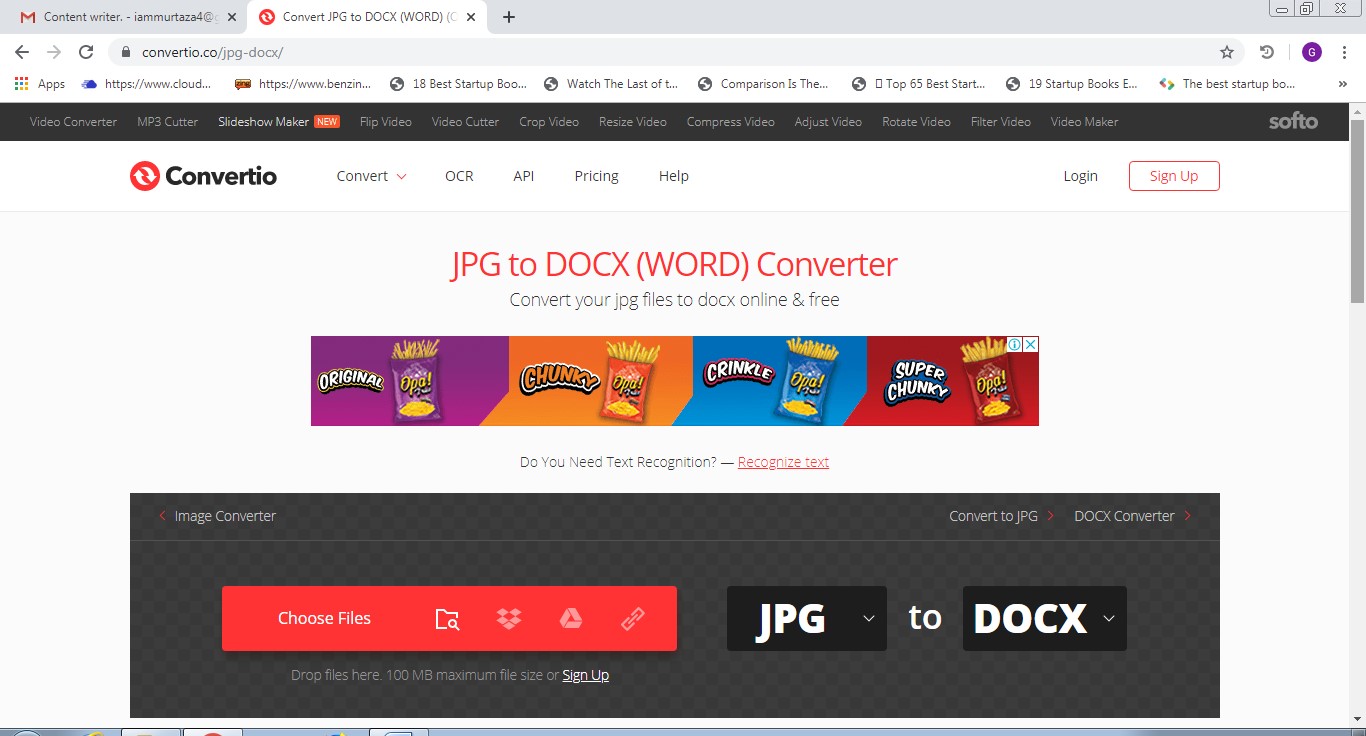 Content writer. - iammurtaza4@g
Convert JPG to DOCX (WORD) (C
convertio.co/jpg-docx/
G
Apps
https://www.cloud...
https://www.benzin...
18 Best Startup Boo...
Watch The Last of t...
Comparison Is The...
Top 65 Best Start...
19 Startup Books E...
The best startup bo...
Video Converter
MP3 Cutter
Slideshow Maker NEW
Flip Video
Video Cutter
Crop Video
Resize Video
Compress Video
Adjust Video
Rotate Video
Filter Video
Video Maker
softo
Convertio
Convert
OCR
API
Pricing
Help
Login
Sign Up
JPG to DOCX (WORD) Converter
Convert your jpg files to docx online & free
ORIGINAL
Opa!
CHUNKY
Opa!
CRINKLE
Opa!
SUPER
CHUNKY
Opa!
Do You Need Text Recognition? — Recognize text
Image Converter
Convert to JPG
DOCX Converter
Choose Files
JPG
to
DOCX
Drop files here. 100 MB maximum file size or Sign Up